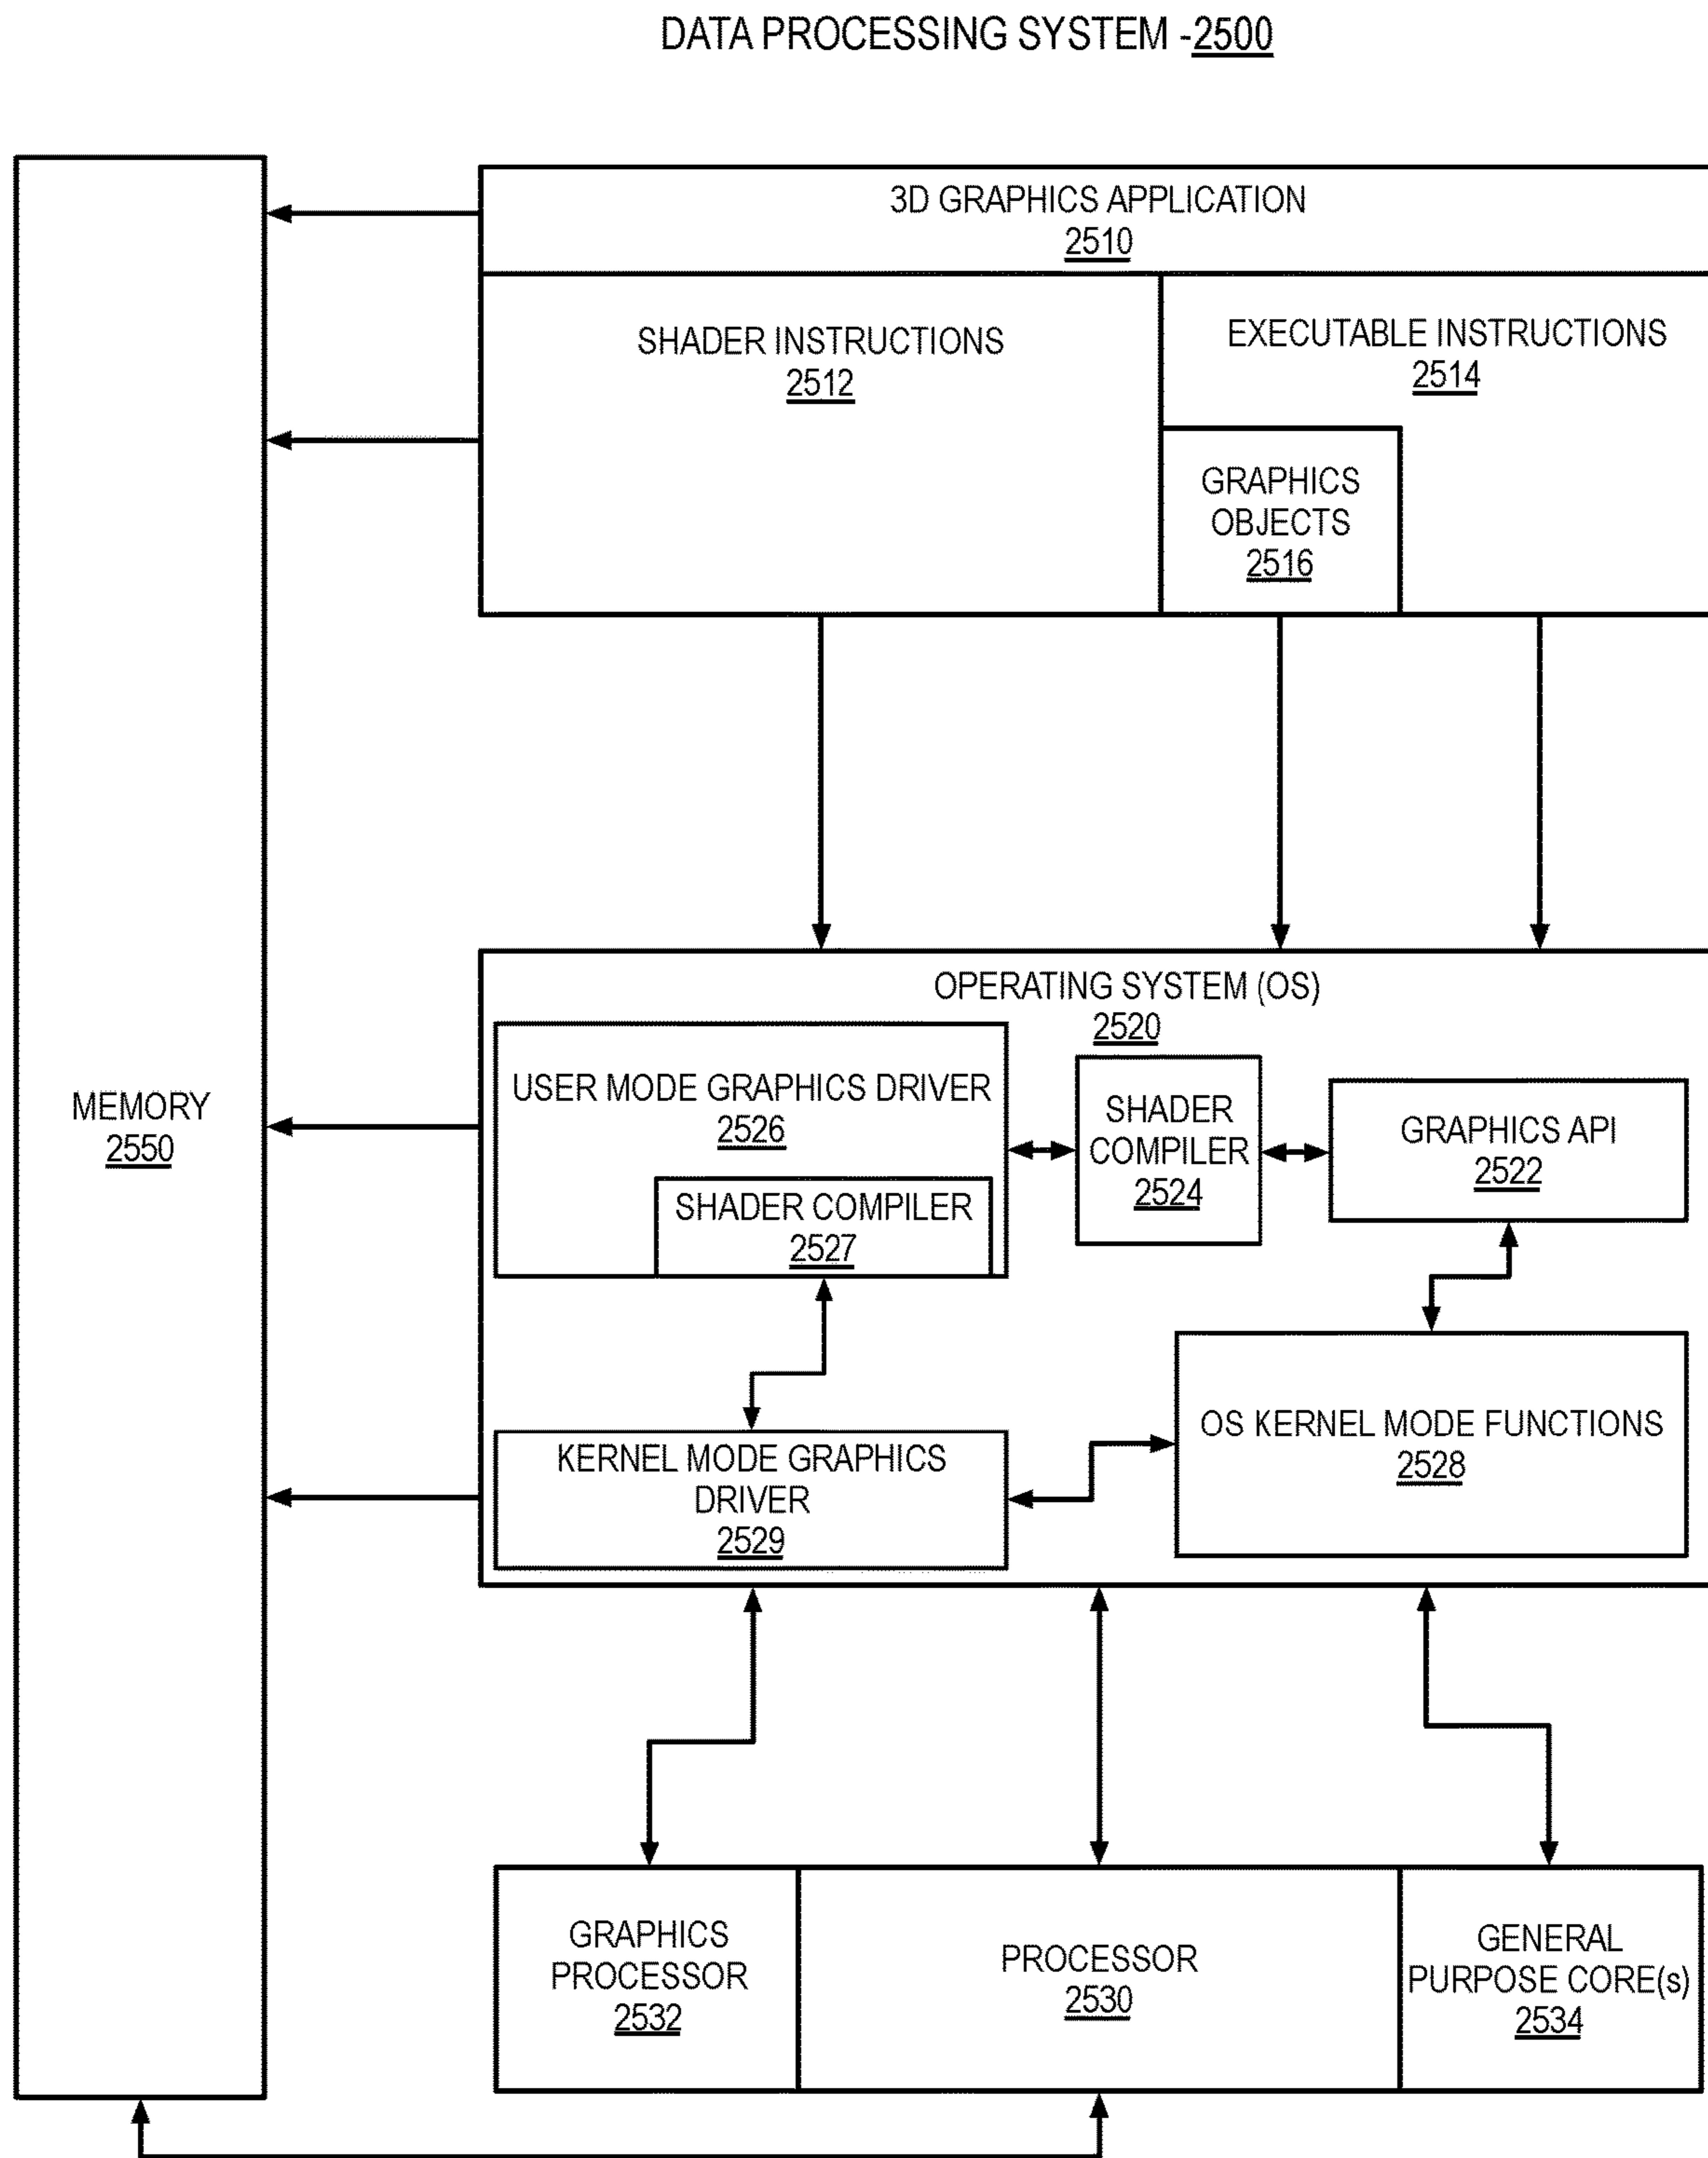 DATA PROCESSING SYSTEM -2500
3D GRAPHICS APPLICATION
2510
SHADER INSTRUCTIONS
2512
EXECUTABLE INSTRUCTIONS
2514
GRAPHICS
OBJECTS
2516
MEMORY
2550
OPERATING SYSTEM (OS)
2520
USER MODE GRAPHICS DRIVER
2526
SHADER COMPILER
2527
SHADER
COMPILER
2524
GRAPHICS API
2522
KERNEL MODE GRAPHICS
DRIVER
2529
OS KERNEL MODE FUNCTIONS
2528
GRAPHICS
PROCESSOR
2532
PROCESSOR
2530
GENERAL
PURPOSE CORE(s)
2534